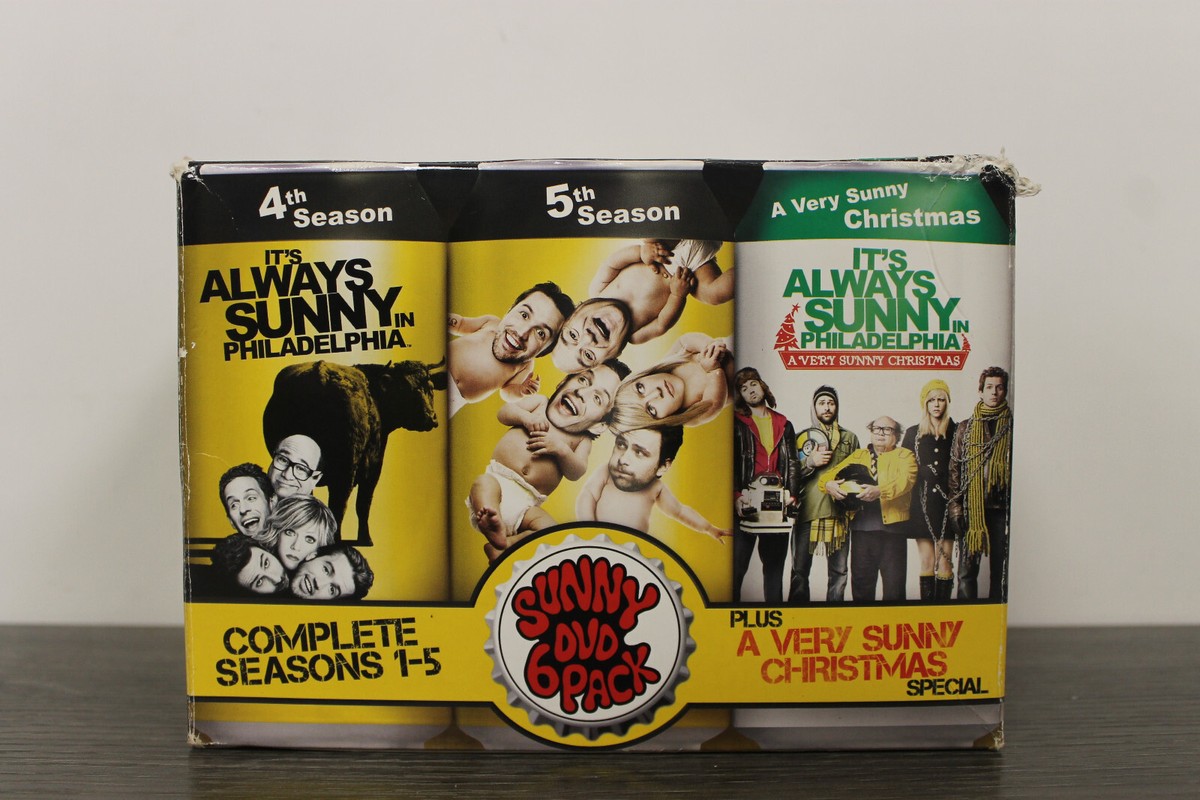 4th
Season
IT'S
ALWAYS
SUNNY IN
PHILADELPHIA™
5th
Season
A Very Sunny
Christmas
IT'S
ALWAYS
SUNNY IN
PHILADELPHIA
A VERY SUNNY CHRISTMAS
COMPLETE
SEASONS 1-5
SUNNY
DVD
6 PACK
PLUS
A VERY SUNNY
CHRISTMAS
SPECIAL